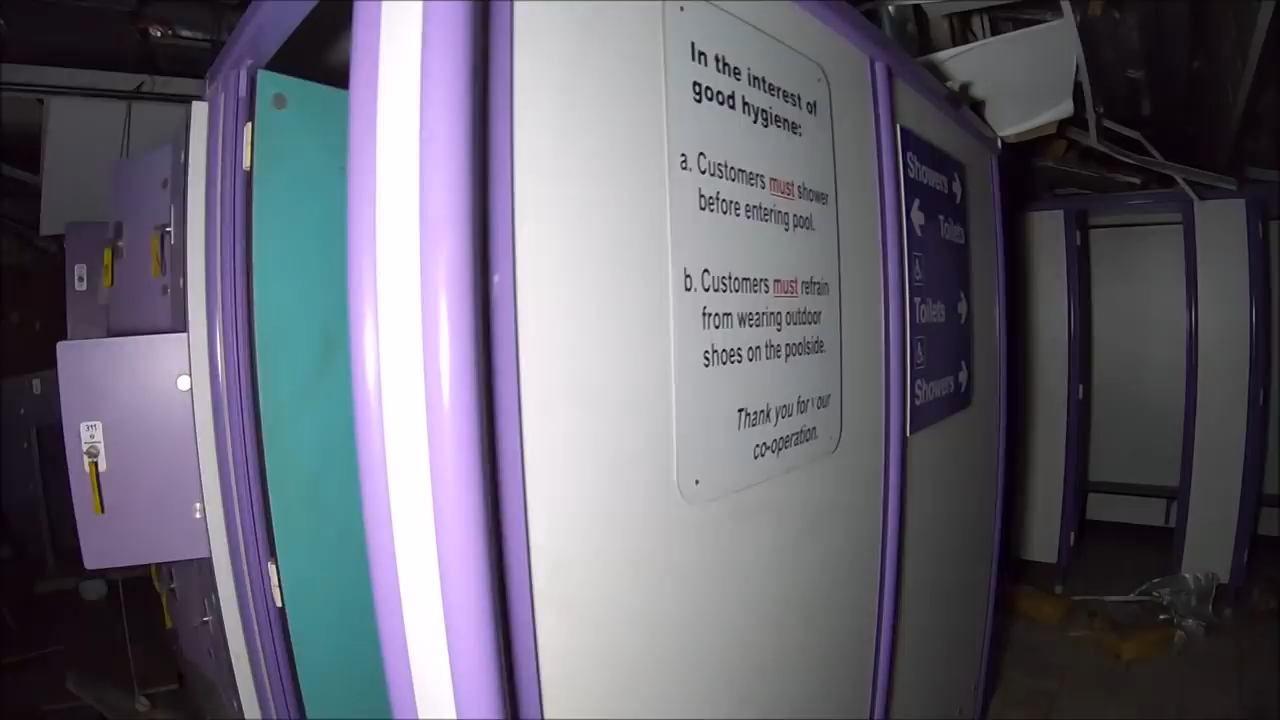 In the interest of
good hygiene:
a. Customers must shower
before entering pool.
b. Customers must refrain
from wearing outdoor
shoes on the poolside.
Thank you for your
co-operation.
Showers
Toilets
Toilets
Showers
311